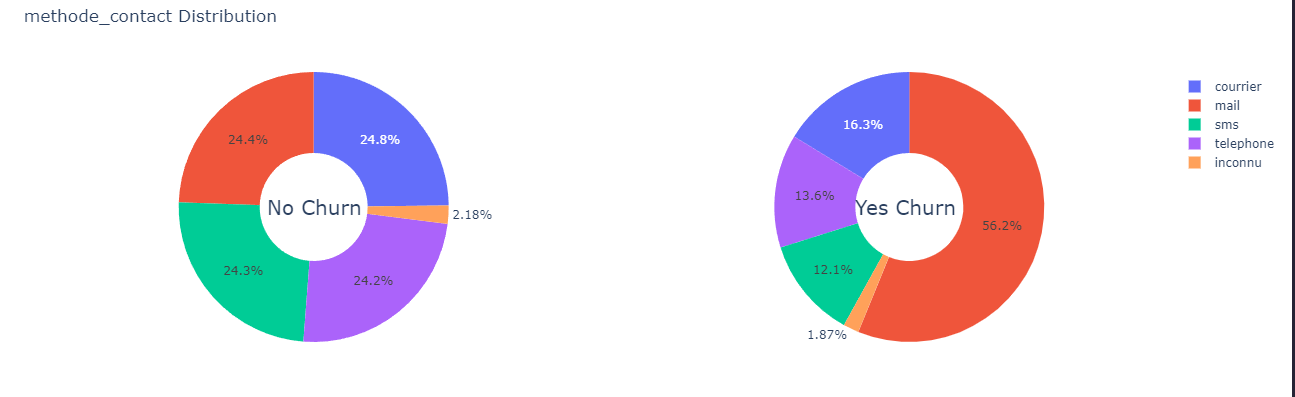 methode_contact Distribution
24.4%
24.8%
No Churn
2.18%
24.3%
24.2%
16.3%
13.6%
Yes Churn
56.2%
12.1%
1.87%
courrier
mail
sms
telephone
inconnu